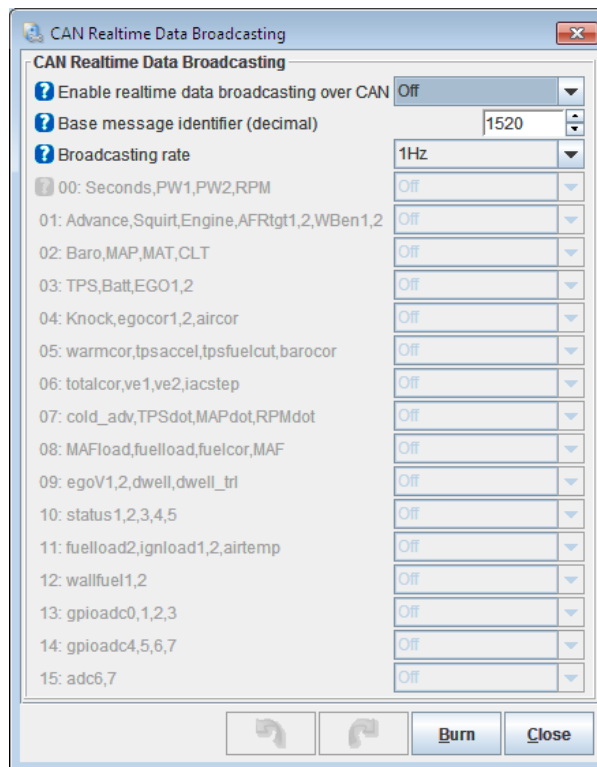 CAN Realtime Data Broadcasting
CAN Realtime Data Broadcasting
Enable realtime data broadcasting over CAN Off
Base message identifier (decimal) 1520
Broadcasting rate 1Hz
00: Seconds,PW1,PW2,RPM Off
01: Advance,Squirt,Engine,AFRtgt1,2,WBen1,2 Off
02: Baro,MAP,MAT,CLT Off
03: TPS,Batt,EGO1,2 Off
04: Knock,egocor1,2,aircor Off
05: warmcor,tpsaccel,tpsfuelcut,barocor Off
06: totalcor,ve1,ve2,iacstep Off
07: cold_adv,TPSdot,MAPdot,RPMdot Off
08: MAFload,fuelload,fuelcor,MAF Off
09: egoV1,2,dwell,dwell_trl Off
10: status1,2,3,4,5 Off
11: fuelload2,ignload1,2,airtemp Off
12: wallfuel1,2 Off
13: gpioadc0,1,2,3 Off
14: gpioadc4,5,6,7 Off
15: adc6,7 Off
Burn Close